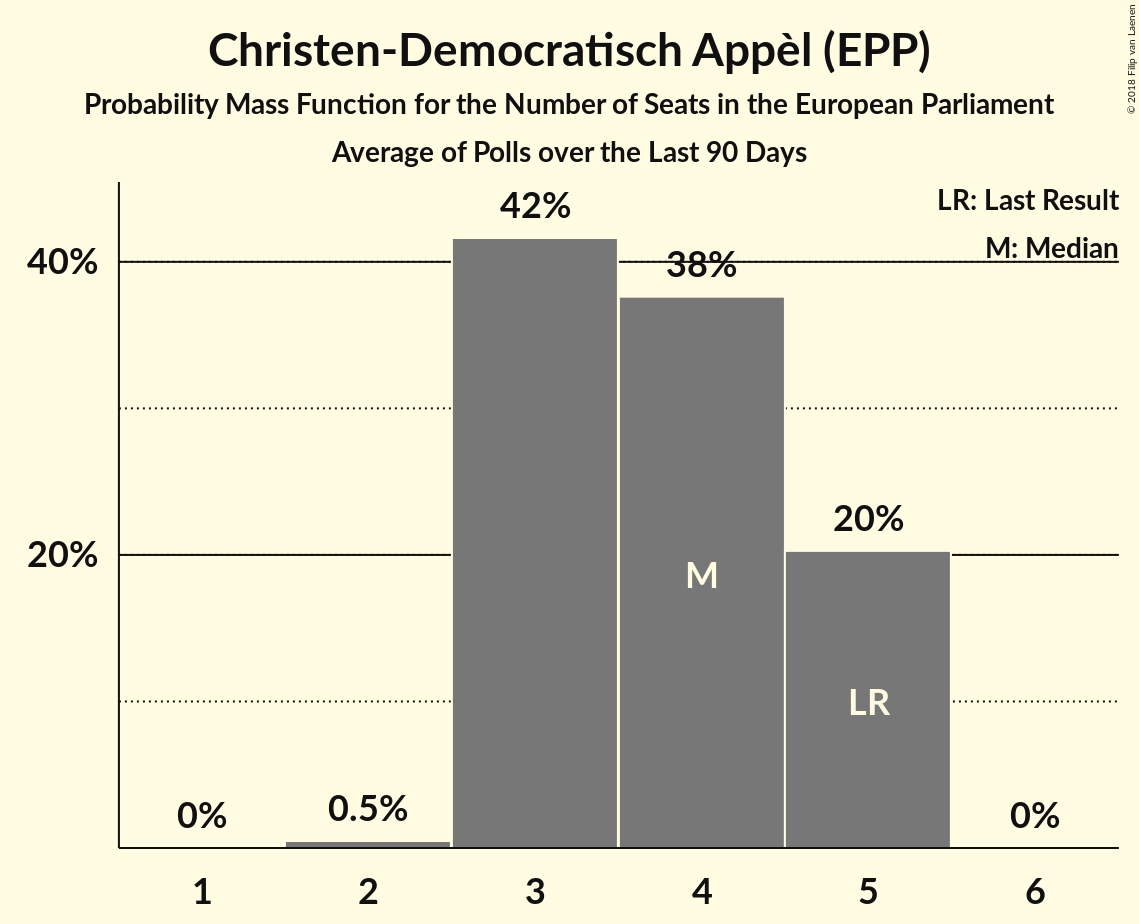 Christen-Democratisch Appèl (EPP)
Probability Mass Function for the Number of Seats in the European Parliament
Average of Polls over the Last 90 Days
© 2018 Filip van Laenen
LR: Last Result
M: Median
42%
40%
38%
20%
20%
M
LR
0%
0.5%
0%
1 2 3 4 5 6